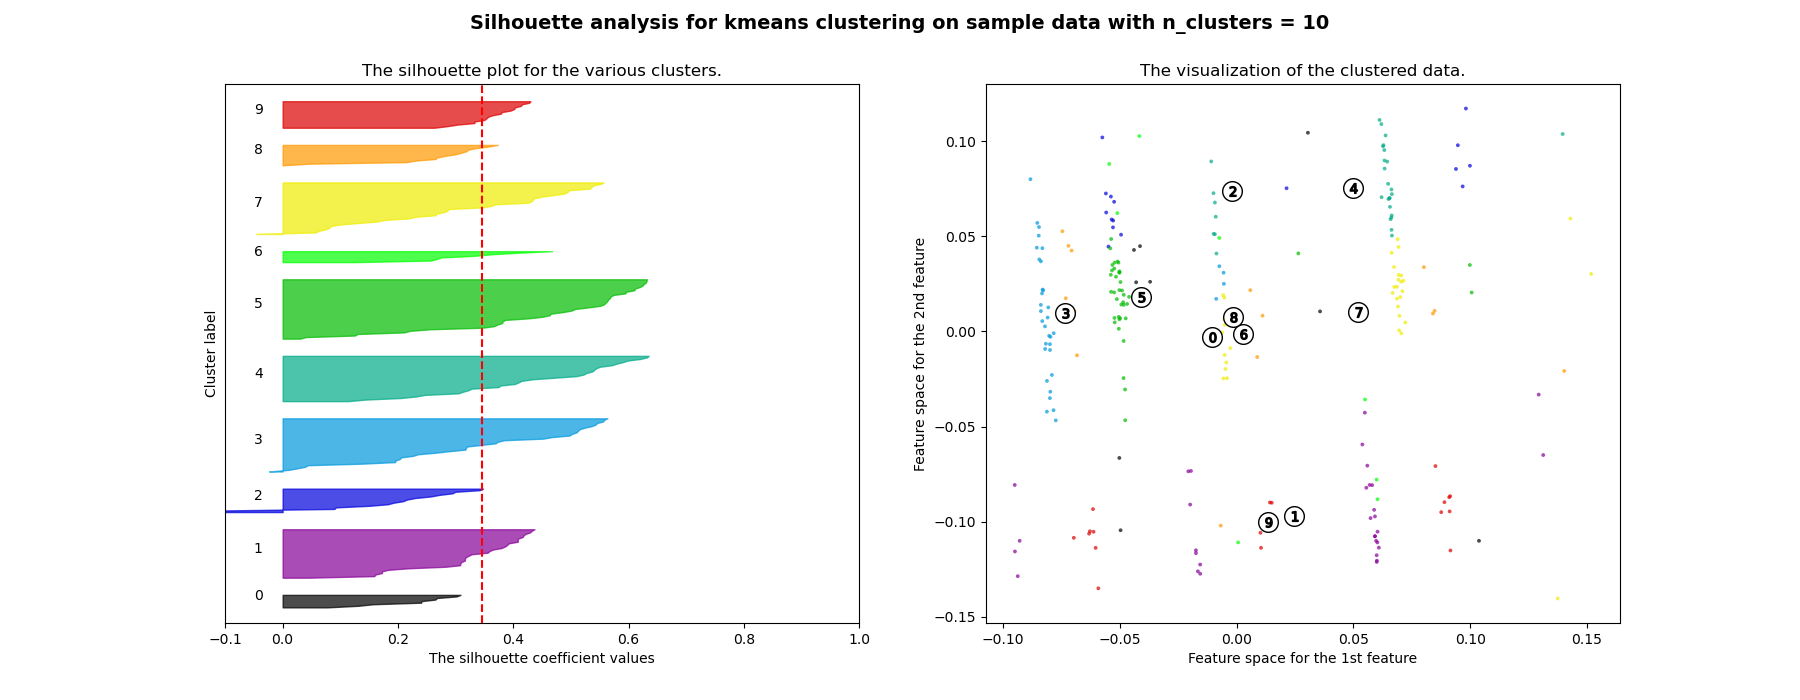 Silhouette analysis for kmeans clustering on sample data with n_clusters = 10
The silhouette plot for the various clusters.
9
8
7
6
5
4
3
2
1
0
Cluster label
−0.1 0.0 0.2 0.4 0.6 0.8 1.0
The silhouette coefficient values
The visualization of the clustered data.
0.10
0.05
0.00
−0.05
−0.10
−0.15
Feature space for the 2nd feature
2 4
5
3 8 7
0 6
9 1
−0.10 −0.05 0.00 0.05 0.10 0.15
Feature space for the 1st feature